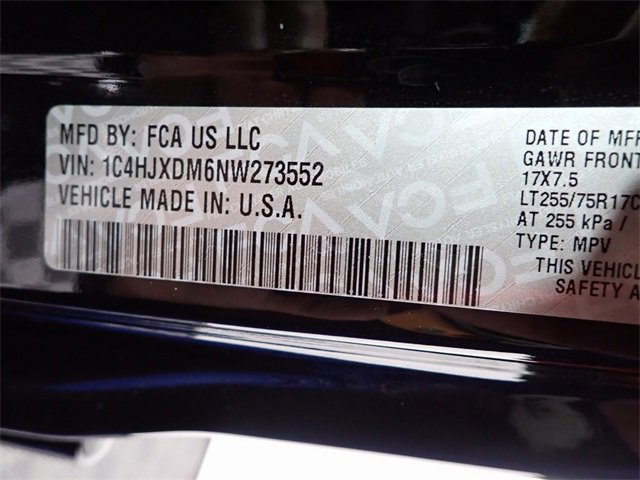 MFD BY: FCA US LLC
VIN: 1C4HJXDM6NW273552
VEHICLE MADE IN: U.S.A.
DATE OF MFR
GAWR FRONT
17X7.5
LT255/75R17C
AT 255 kPa /
TYPE: MPV
THIS VEHICL
SAFETY A